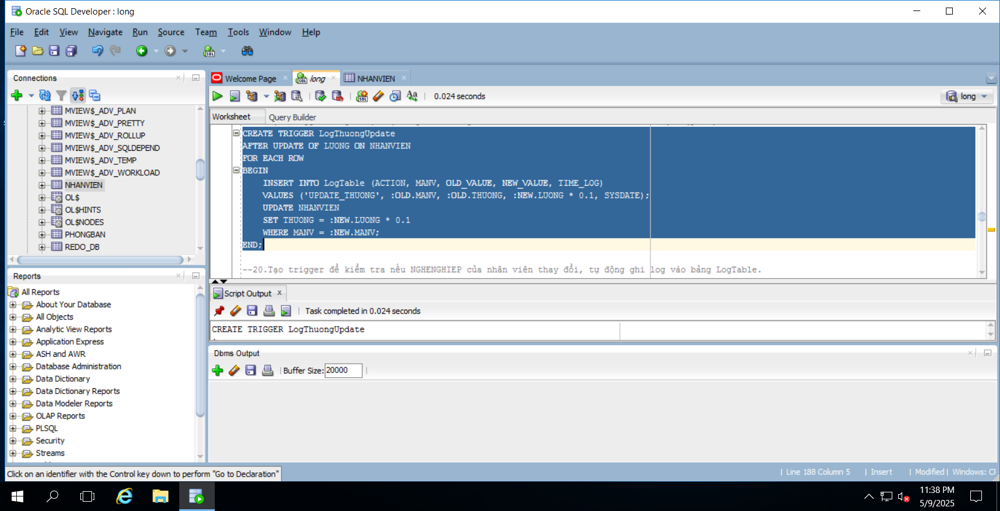 Oracle SQL Developer : long
File Edit View Navigate Run Source Team Tools Window Help
Connections
MVIEW$_ADV_PLAN
MVIEW$_ADV_PRETTY
MVIEW$_ADV_ROLLUP
MVIEW$_ADV_SQLDEPEND
MVIEW$_ADV_TEMP
MVIEW$_ADV_WORKLOAD
NHANVIEN
OL$
OL$HINTS
OL$NODES
PHONGBAN
REDO_DB
Reports
All Reports
About Your Database
All Objects
Analytic View Reports
Application Express
ASH and AWR
Database Administration
Data Dictionary
Data Dictionary Reports
Data Modeler Reports
OLAP Reports
PLSQL
Security
Streams
Welcome Page long NHANVIEN
0.024 seconds
long
Worksheet Query Builder
CREATE TRIGGER LogThuongUpdate
AFTER UPDATE OF LUONG ON NHANVIEN
FOR EACH ROW
BEGIN
INSERT INTO LogTable (ACTION, MANV, OLD_VALUE, NEW_VALUE, TIME_LOG)
VALUES ('UPDATE_THUONG', :OLD.MANV, :OLD.THUONG, :NEW.LUONG * 0.1, SYSDATE);
UPDATE NHANVIEN
SET THUONG = :NEW.LUONG * 0.1
WHERE MANV = :NEW.MANV;
END;
--20.Tạo trigger để kiểm tra nếu NGHENGHIEP của nhân viên thay đổi, tự động ghi log vào bảng LogTable.
Script Output
Task completed in 0.024 seconds
CREATE TRIGGER LogThuongUpdate
Dbms Output
Buffer Size: 20000
Click on an identifier with the Control key down to perform "Go to Declaration"
Line 188 Column 5 | Insert | Modified | Windows: CF
11:38 PM
5/9/2025